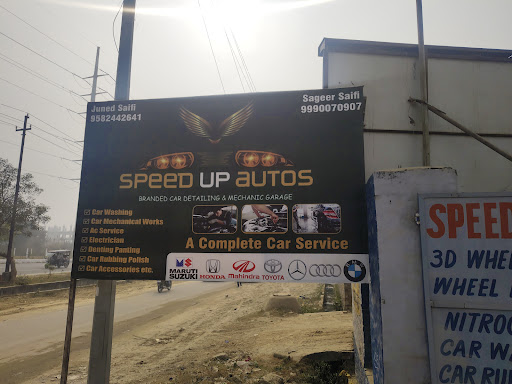 Juned Saifi
9582442641
Sageer Saifi
9990070907
SPEED UP AUTOS
BRANDED CAR DETAILING & MECHANIC GARAGE
Car Washing
Car Mechanical Works
Ac Service
Electrician
Denting Panting
Car Rubbing Polish
Car Accessories etc.
A Complete Car Service
MARUTI SUZUKI
HONDA
Mahindra
TOYOTA
SPEED
3D WHE
WHEEL
NITROG
CAR WA
CAR RU